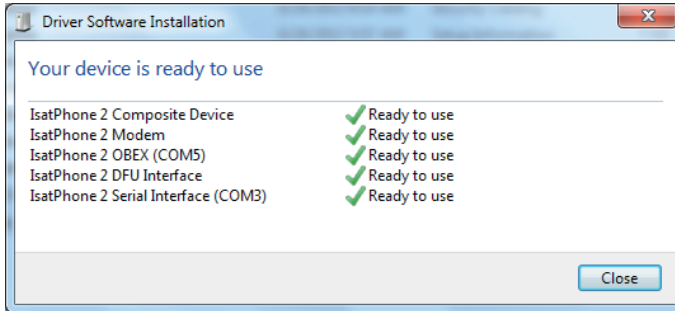 Driver Software Installation
Your device is ready to use
IsatPhone 2 Composite Device Ready to use
IsatPhone 2 Modem Ready to use
IsatPhone 2 OBEX (COM5) Ready to use
IsatPhone 2 DFU Interface Ready to use
IsatPhone 2 Serial Interface (COM3) Ready to use
Close